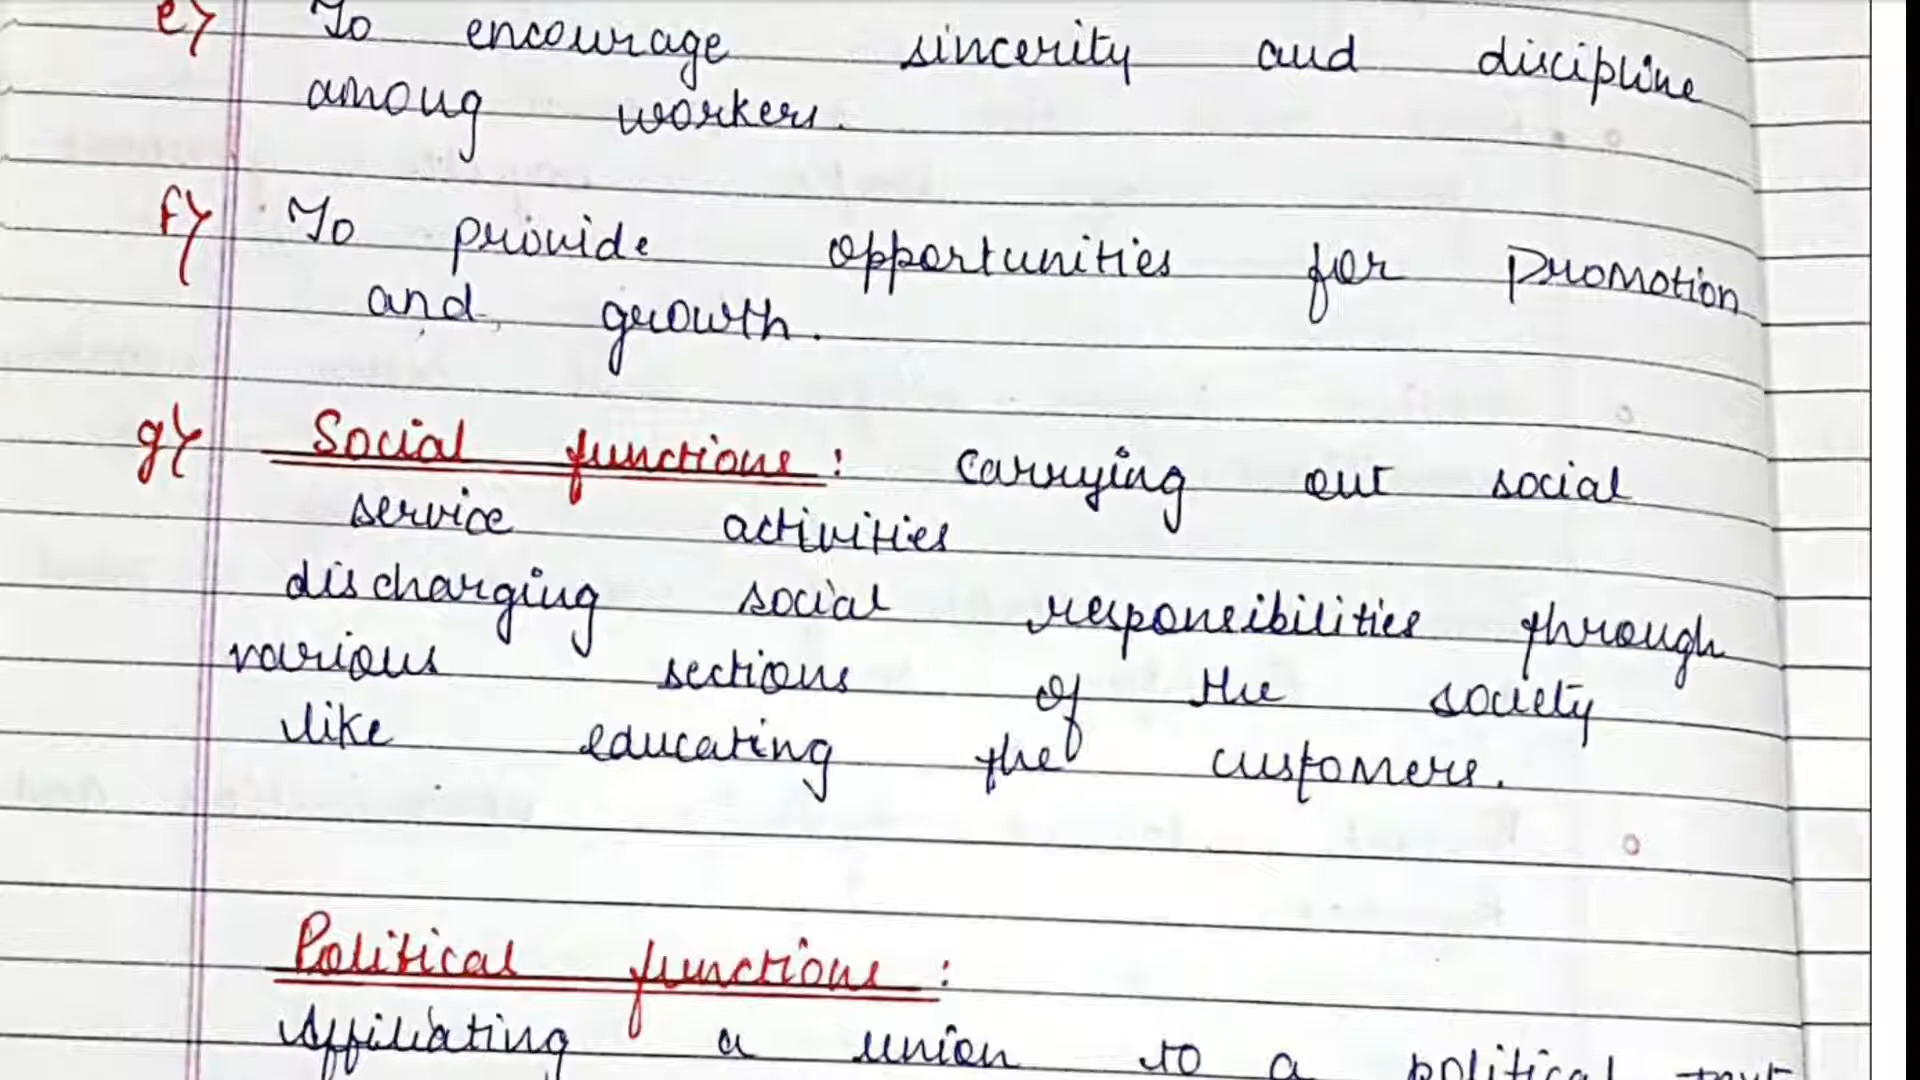 e) To encourage sincerity and discipline
among workers.
f) To provide opportunities for promotion
and growth.
g) Social functions: carrying out social
service activities
discharging social responsibilities through
various sections of the society
like educating the customers.
Political functions:
Affiliating a union to a political